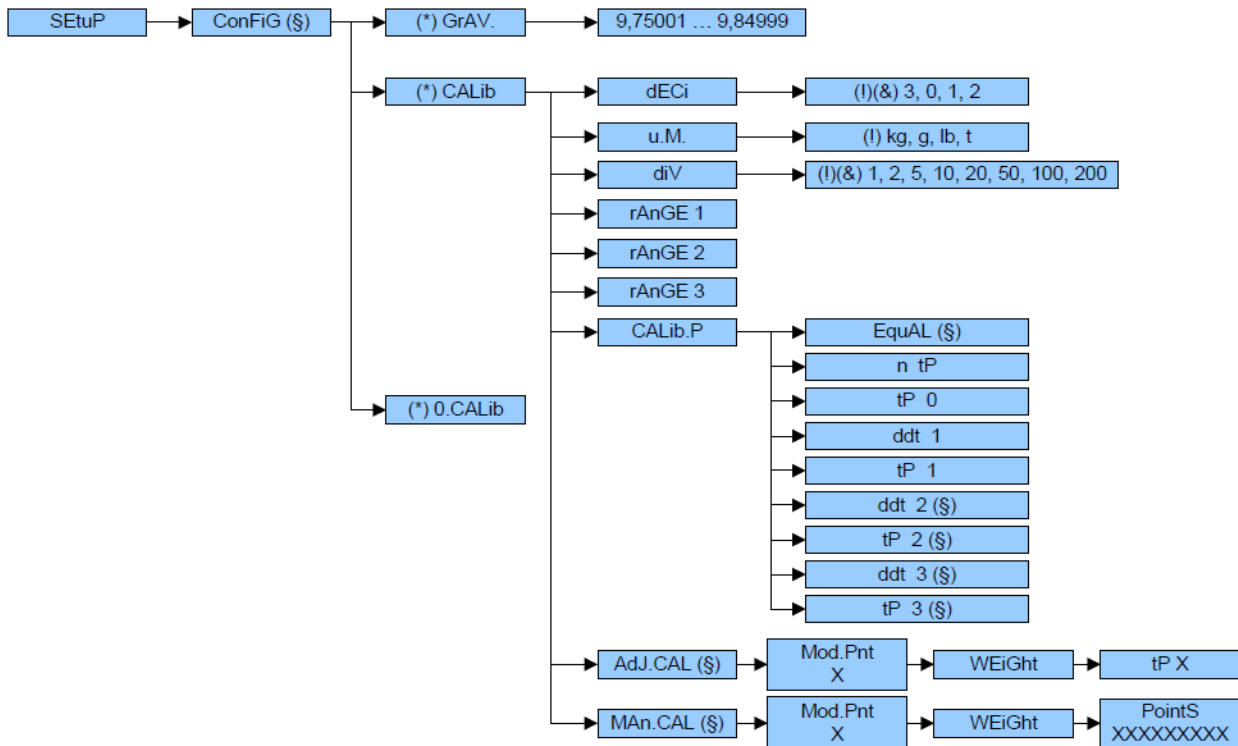 SEtuP
ConFiG (§)
(*) GrAV.
9,75001 ... 9,84999
(*) CALib
dECi
(!)(&) 3, 0, 1, 2
u.M.
(!) kg, g, lb, t
diV
(!)(&) 1, 2, 5, 10, 20, 50, 100, 200
rAnGE 1
rAnGE 2
rAnGE 3
CALib.P
EquAL (§)
n tP
tP 0
(*) 0.CALib
ddt 1
tP 1
ddt 2 (§)
tP 2 (§)
ddt 3 (§)
tP 3 (§)
AdJ.CAL (§)
Mod.Pnt
X
WEiGht
tP X
MAn.CAL (§)
Mod.Pnt
X
WEiGht
PointS
XXXXXXXXX